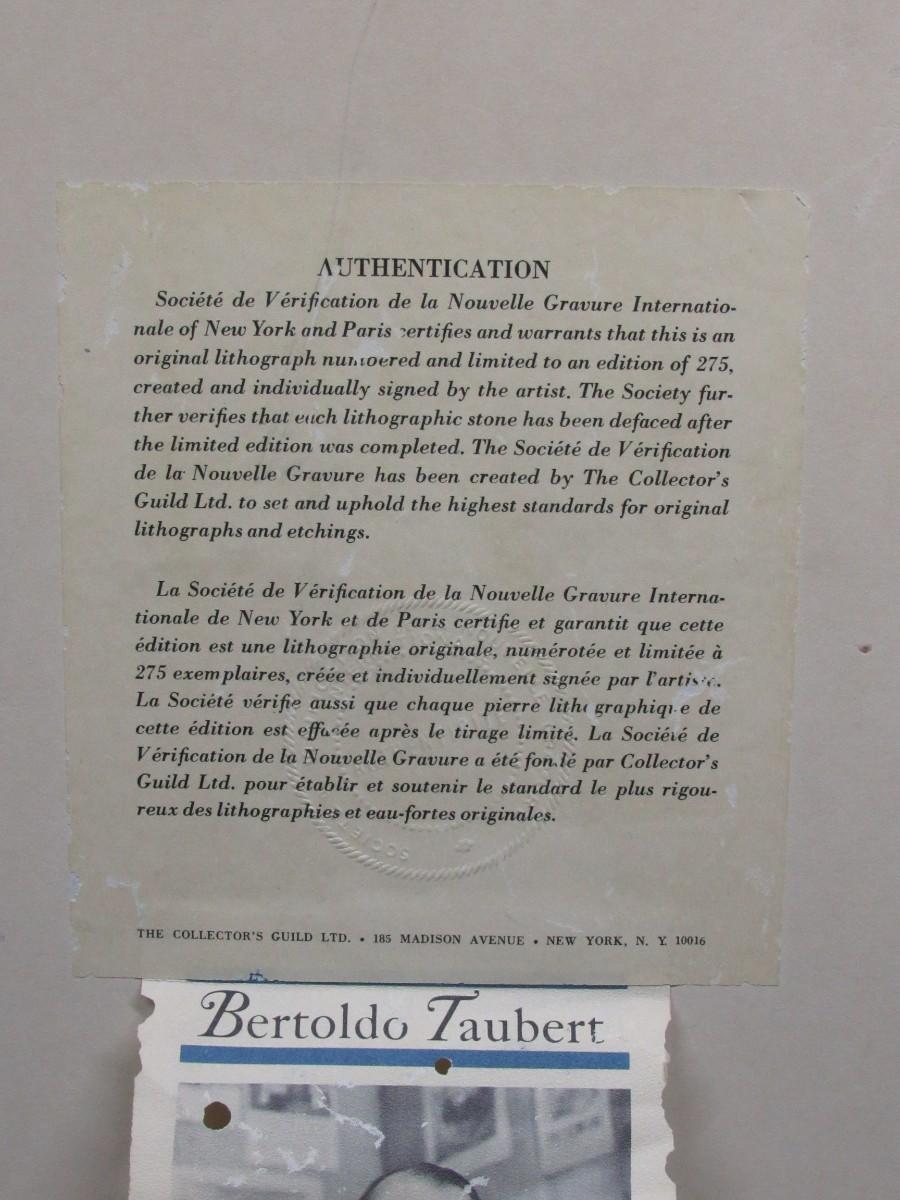 AUTHENTICATION
Société de Vérification de la Nouvelle Gravure Internatio-
nale of New York and Paris certifies and warrants that this is an
original lithograph numbered and limited to an edition of 275,
created and individually signed by the artist. The Society fur-
ther verifies that each lithographic stone has been defaced after
the limited edition was completed. The Société de Vérification
de la Nouvelle Gravure has been created by The Collector's
Guild Ltd. to set and uphold the highest standards for original
lithographs and etchings.
La Société de Vérification de la Nouvelle Gravure Interna-
tionale de New York et de Paris certifie et garantit que cette
édition est une lithographie originale, numérotée et limitée à
275 exemplaires, créée et individuellement signée par l'artiste.
La Société vérifie aussi que chaque pierre lithographique de
cette édition est effacée après le tirage limité. La Société de
Vérification de la Nouvelle Gravure a été fondé par Collector's
Guild Ltd. pour établir et soutenir le standard le plus rigou-
reux des lithographies et eau-fortes originales.
THE COLLECTOR'S GUILD LTD. • 185 MADISON AVENUE • NEW YORK, N. Y. 10016
Bertoldo Taubert